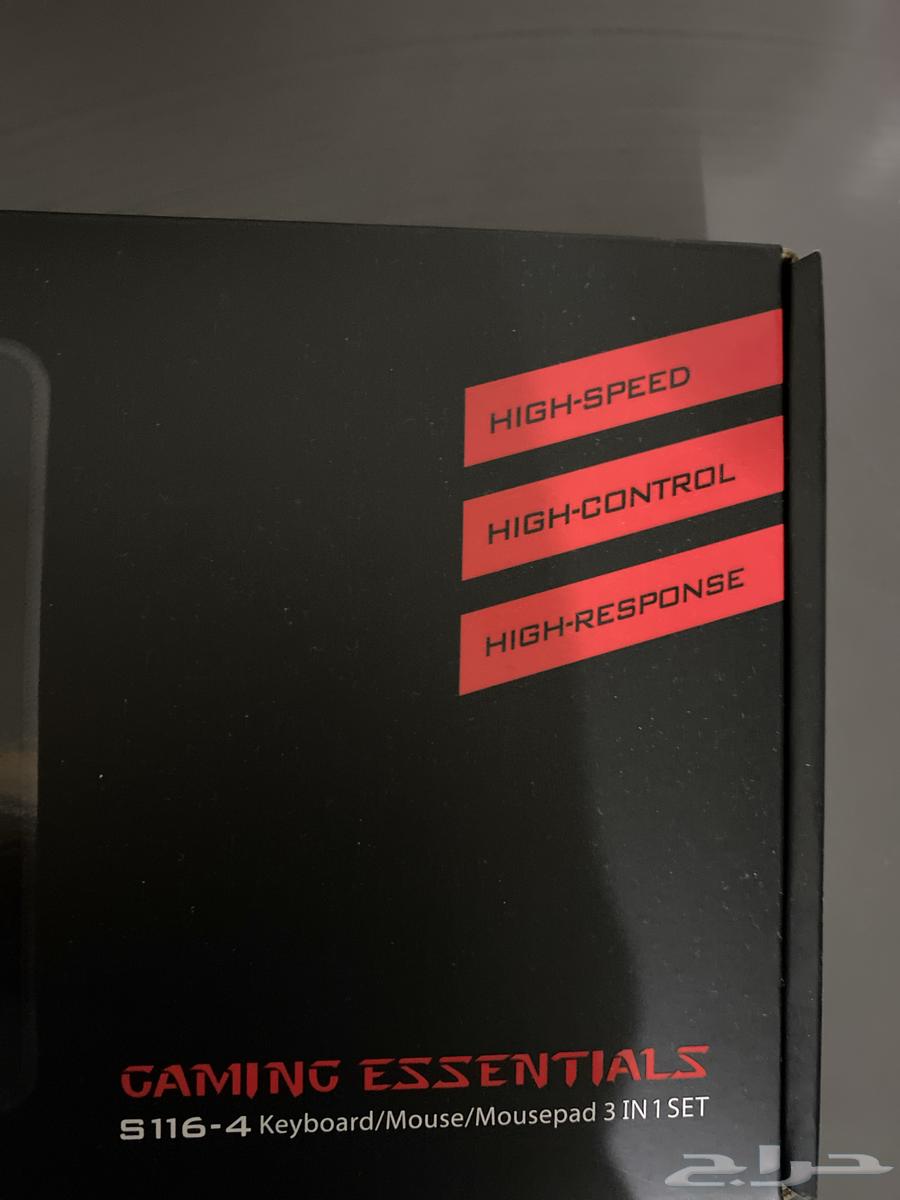 HIGH-SPEED
HIGH-CONTROL
HIGH-RESPONSE
GAMING ESSENTIALS
S116-4 Keyboard/Mouse/Mousepad 3 IN 1 SET
حراج